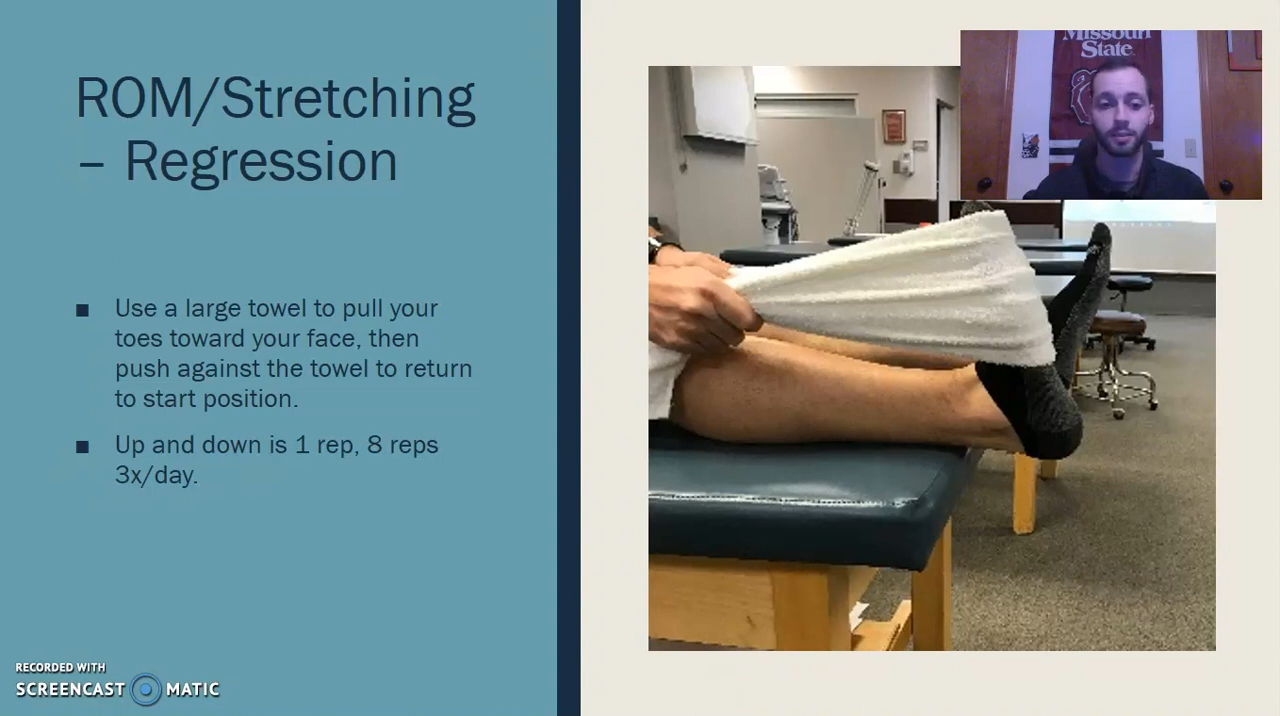 ROM/Stretching
– Regression
■ Use a large towel to pull your
toes toward your face, then
push against the towel to return
to start position.
■ Up and down is 1 rep, 8 reps
3x/day.
Missouri
State
RECORDED WITH
SCREENCAST MATIC